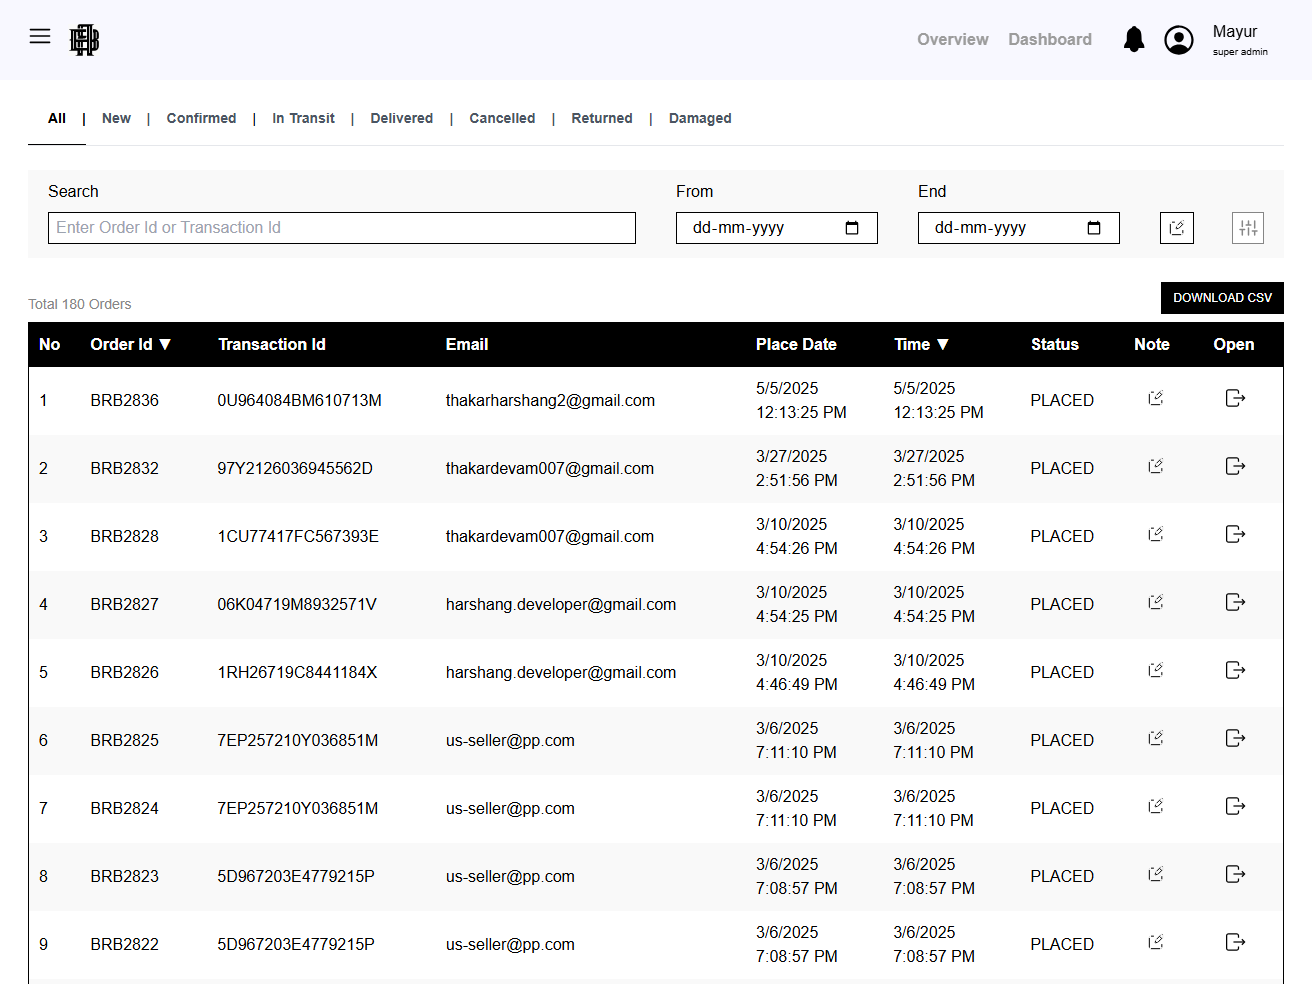 Overview Dashboard Mayur
super admin
All | New | Confirmed | In Transit | Delivered | Cancelled | Returned | Damaged
Search From End
Enter Order Id or Transaction Id dd-mm-yyyy dd-mm-yyyy
Total 180 Orders DOWNLOAD CSV
No Order Id ▼ Transaction Id Email Place Date Time ▼ Status Note Open
1 BRB2836 0U964084BM610713M thakarharshang2@gmail.com 5/5/2025 12:13:25 PM 5/5/2025 12:13:25 PM PLACED
2 BRB2832 97Y2126036945562D thakardevam007@gmail.com 3/27/2025 2:51:56 PM 3/27/2025 2:51:56 PM PLACED
3 BRB2828 1CU77417FC567393E thakardevam007@gmail.com 3/10/2025 4:54:26 PM 3/10/2025 4:54:26 PM PLACED
4 BRB2827 06K04719M8932571V harshang.developer@gmail.com 3/10/2025 4:54:25 PM 3/10/2025 4:54:25 PM PLACED
5 BRB2826 1RH26719C8441184X harshang.developer@gmail.com 3/10/2025 4:46:49 PM 3/10/2025 4:46:49 PM PLACED
6 BRB2825 7EP257210Y036851M us-seller@pp.com 3/6/2025 7:11:10 PM 3/6/2025 7:11:10 PM PLACED
7 BRB2824 7EP257210Y036851M us-seller@pp.com 3/6/2025 7:11:10 PM 3/6/2025 7:11:10 PM PLACED
8 BRB2823 5D967203E4779215P us-seller@pp.com 3/6/2025 7:08:57 PM 3/6/2025 7:08:57 PM PLACED
9 BRB2822 5D967203E4779215P us-seller@pp.com 3/6/2025 7:08:57 PM 3/6/2025 7:08:57 PM PLACED